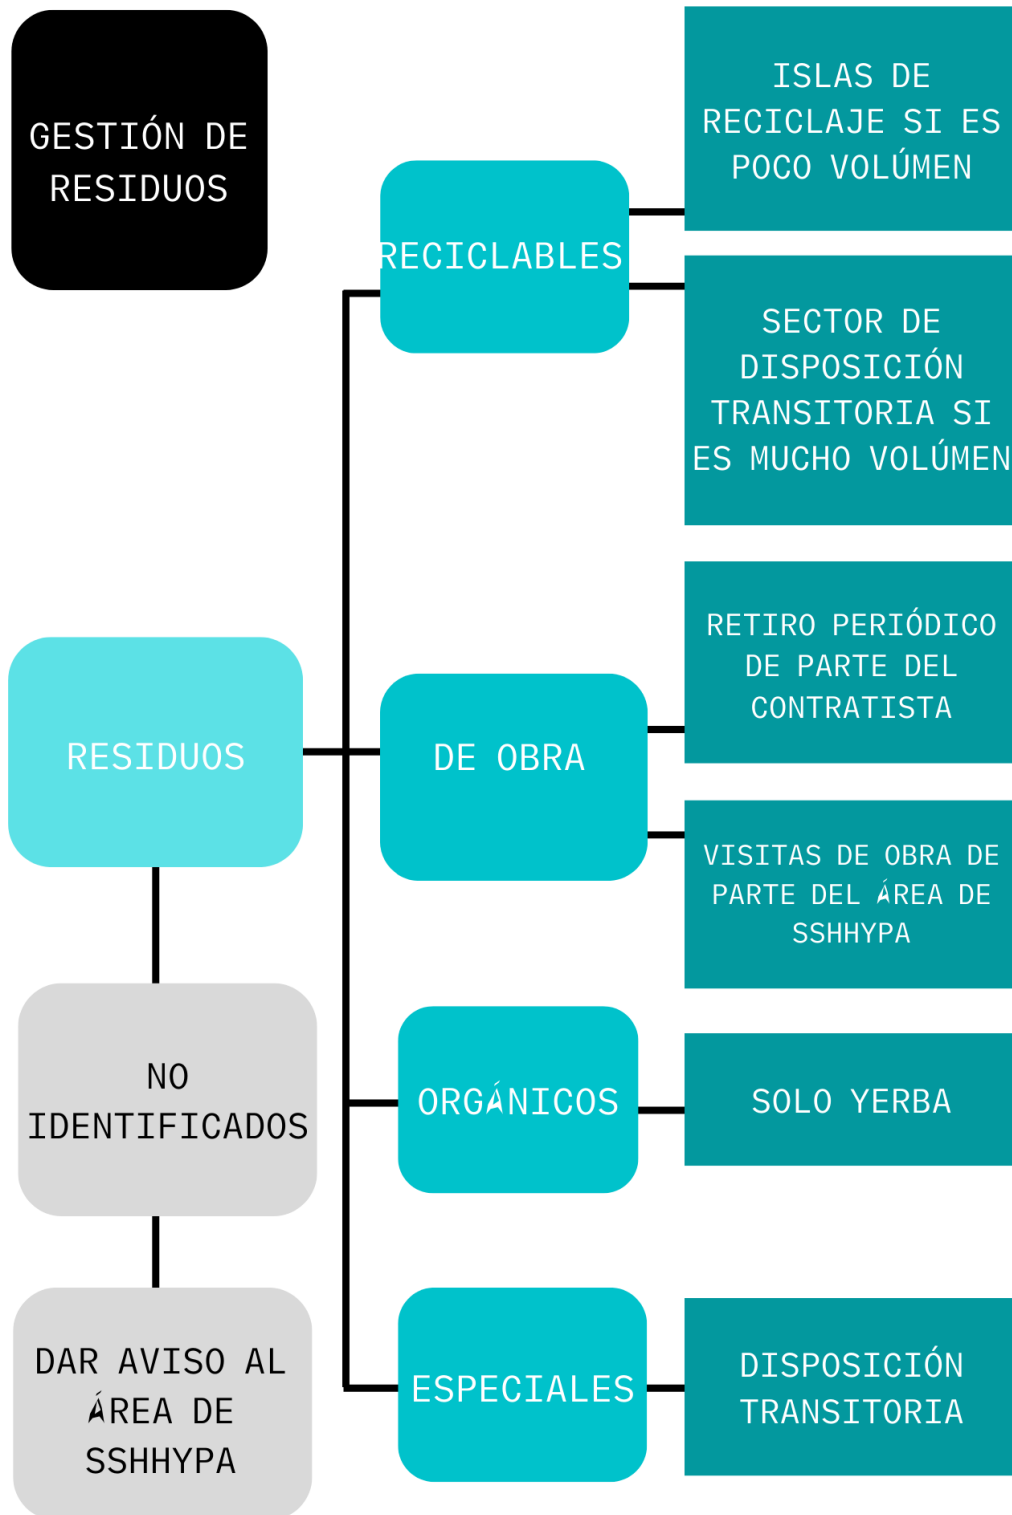 GESTIÓN DE
RESIDUOS
ISLAS DE
RECICLAJE SI ES
POCO VOLÚMEN
RECICLABLES
SECTOR DE
DISPOSICIÓN
TRANSITORIA SI
ES MUCHO VOLÚMEN
RESIDUOS
DE OBRA
RETIRO PERIÓDICO
DE PARTE DEL
CONTRATISTA
VISITAS DE OBRA DE
PARTE DEL ÁREA DE
SSHHYPA
NO
IDENTIFICADOS
ORGÁNICOS
SOLO YERBA
DAR AVISO AL
ÁREA DE
SSHHYPA
ESPECIALES
DISPOSICIÓN
TRANSITORIA